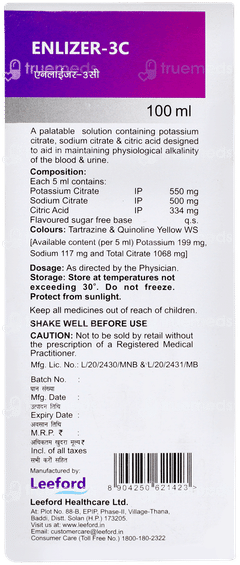 truemeds
ENLIZER-3C
एनलाईजर-3सी
100 ml
A palatable solution containing potassium
citrate, sodium citrate & citric acid designed
to aid in maintaining physiological alkalinity
of the blood & urine.
Composition:
Each 5 ml contains:
Potassium Citrate IP 550 mg
Sodium Citrate IP 500 mg
Citric Acid IP 334 mg
Flavoured sugar free base q.s.
Colours: Tartrazine & Quinoline Yellow WS
[Available content (per 5 ml) Potassium 199 mg,
Sodium 117 mg and Total Citrate 1068 mg]
Dosage: As directed by the Physician.
Storage: Store at temperatures not
exceeding 30°. Do not freeze.
Protect from sunlight.
Keep all medicines out of reach of children.
SHAKE WELL BEFORE USE
CAUTION: Not to be sold by retail without
the prescription of a Registered Medical
Practitioner.
Mfg. Lic. No.: L/20/2430/MNB & L/20/2431/MB
Batch No. :
घान संख्या
Mfg. Date :
उत्पादन तिथि
Expiry Date :
अवसान तिथि
M.R.P. ₹ :
अधिकतम खुदरा मूल्य ₹
Incl. of all taxes
सभी करों सहित
8 904250 621423 >
Manufactured by:
Leeford
Leeford Healthcare Ltd.
At: Plot No. 88-B, EPIP, Phase-II, Village-Thana,
Baddi, Distt. Solan (H.P.) 173205.
Visit us at: www.leeford.in
Email: customercare@leeford.in
Consumer Care (Toll Free No.) 1800-180-2322